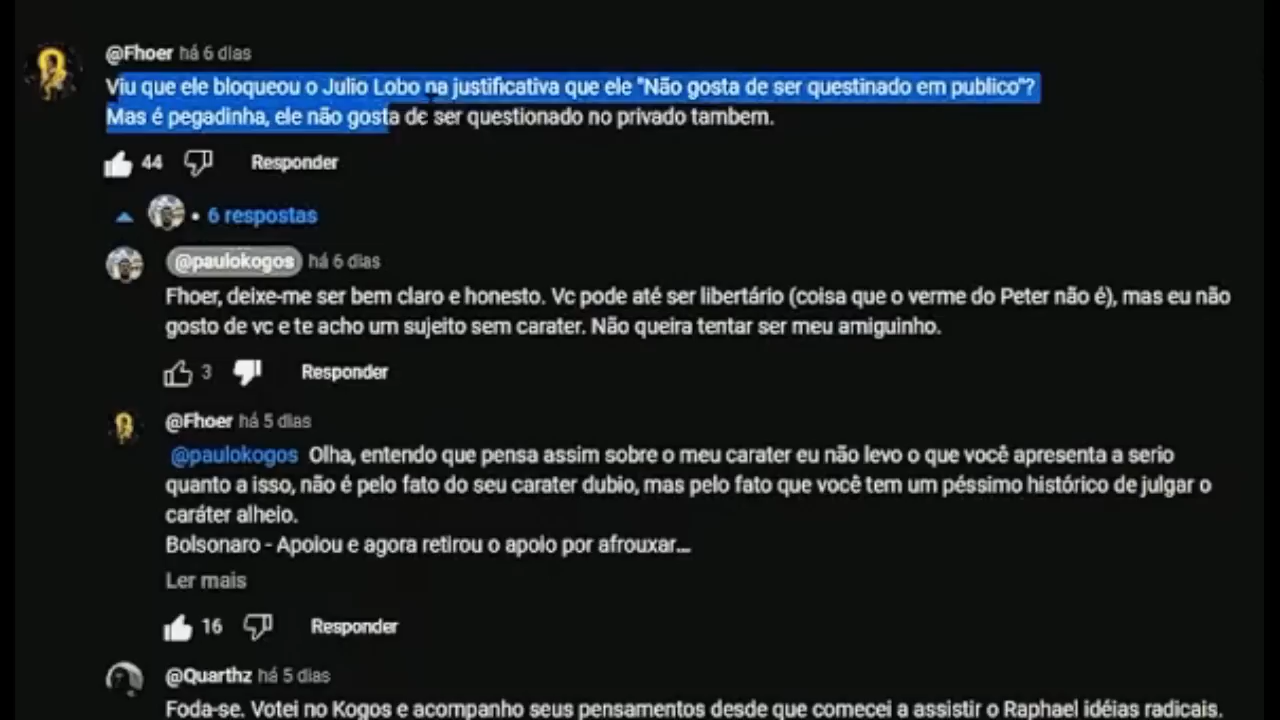 @Fhoer há 6 dias
Viu que ele bloqueou o Julio Lobo na justificativa que ele "Não gosta de ser questinado em publico"?
Mas é pegadinha, ele não gosta de ser questionado no privado tambem.
44 Responder
• 6 respostas
@paulokogos há 6 dias
Fhoer, deixe-me ser bem claro e honesto. Vc pode até ser libertário (coisa que o verme do Peter não é), mas eu não
gosto de vc e te acho um sujeito sem carater. Não queira tentar ser meu amiguinho.
3 Responder
@Fhoer há 5 dias
@paulokogos Olha, entendo que pensa assim sobre o meu carater eu não levo o que você apresenta a serio
quanto a isso, não é pelo fato do seu carater dubio, mas pelo fato que você tem um péssimo histórico de julgar o
caráter alheio.
Bolsonaro - Apoiou e agora retirou o apoio por afrouxar...
Ler mais
16 Responder
@Quarthz há 5 dias
Foda-se. Votei no Kogos e acompanho seus pensamentos desde que comecei a assistir o Raphael idéias radicais.